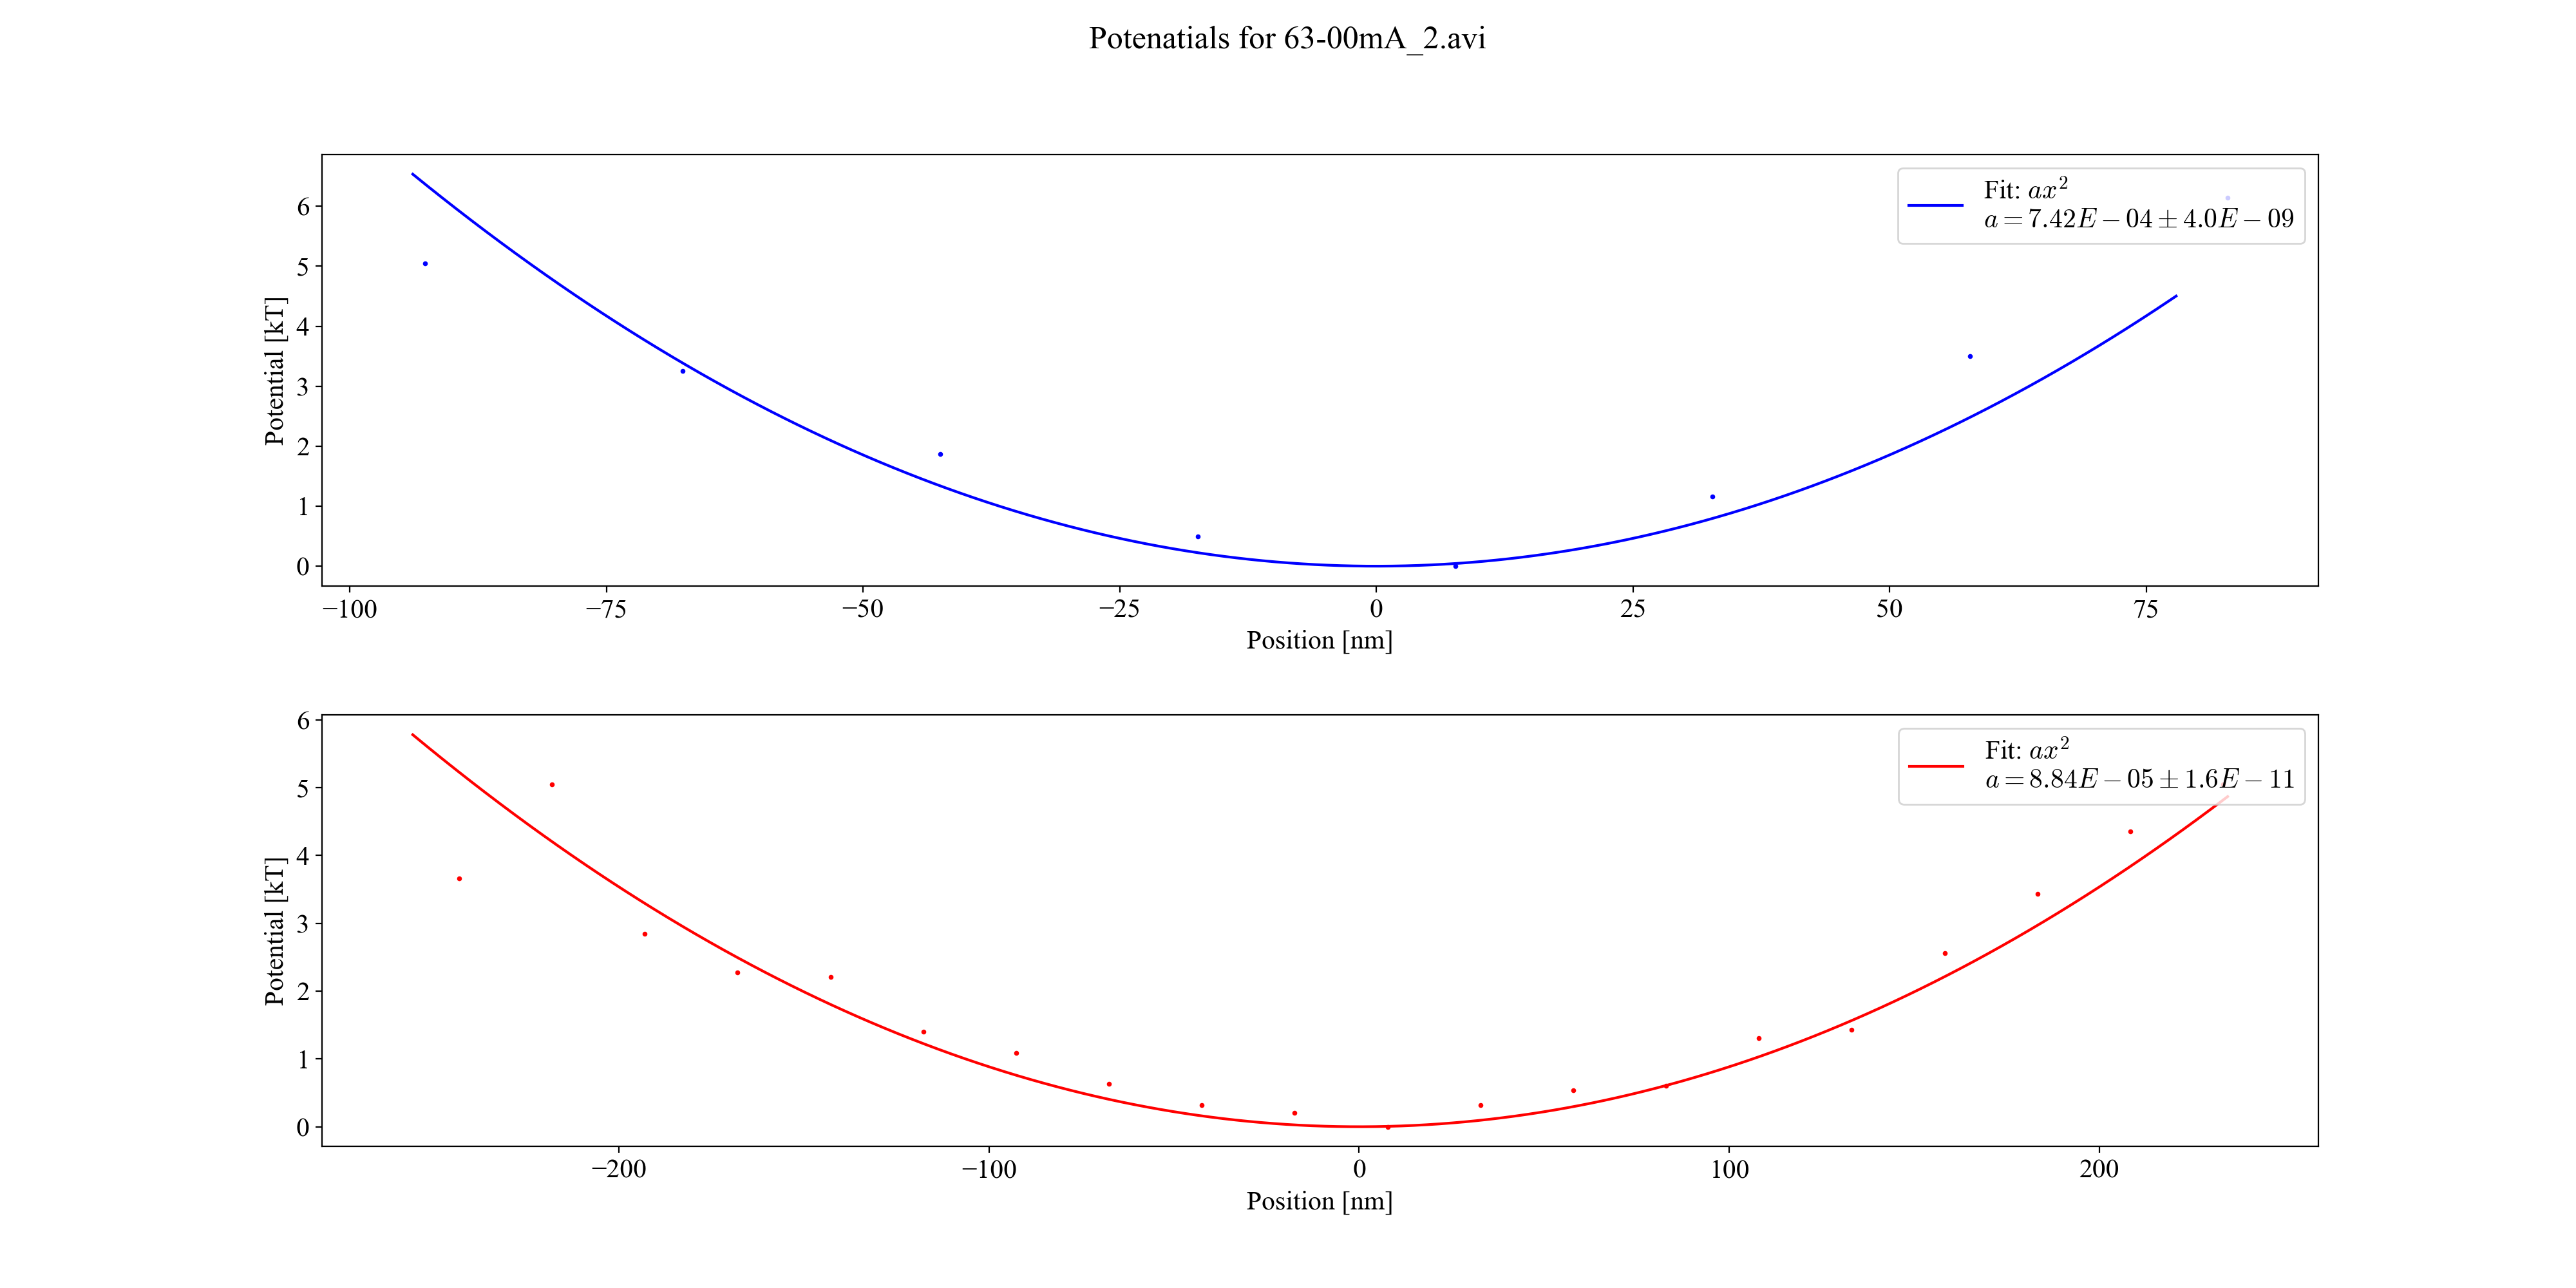 Potenatials for 63-00mA_2.avi
Fit: ax²
a = 7.42E − 04 ± 4.0E − 09
6
5
4
3
2
1
0
Potential [kT]
−100 −75 −50 −25 0 25 50 75
Position [nm]
Fit: ax²
a = 8.84E − 05 ± 1.6E − 11
6
5
4
3
2
1
0
Potential [kT]
−200 −100 0 100 200
Position [nm]